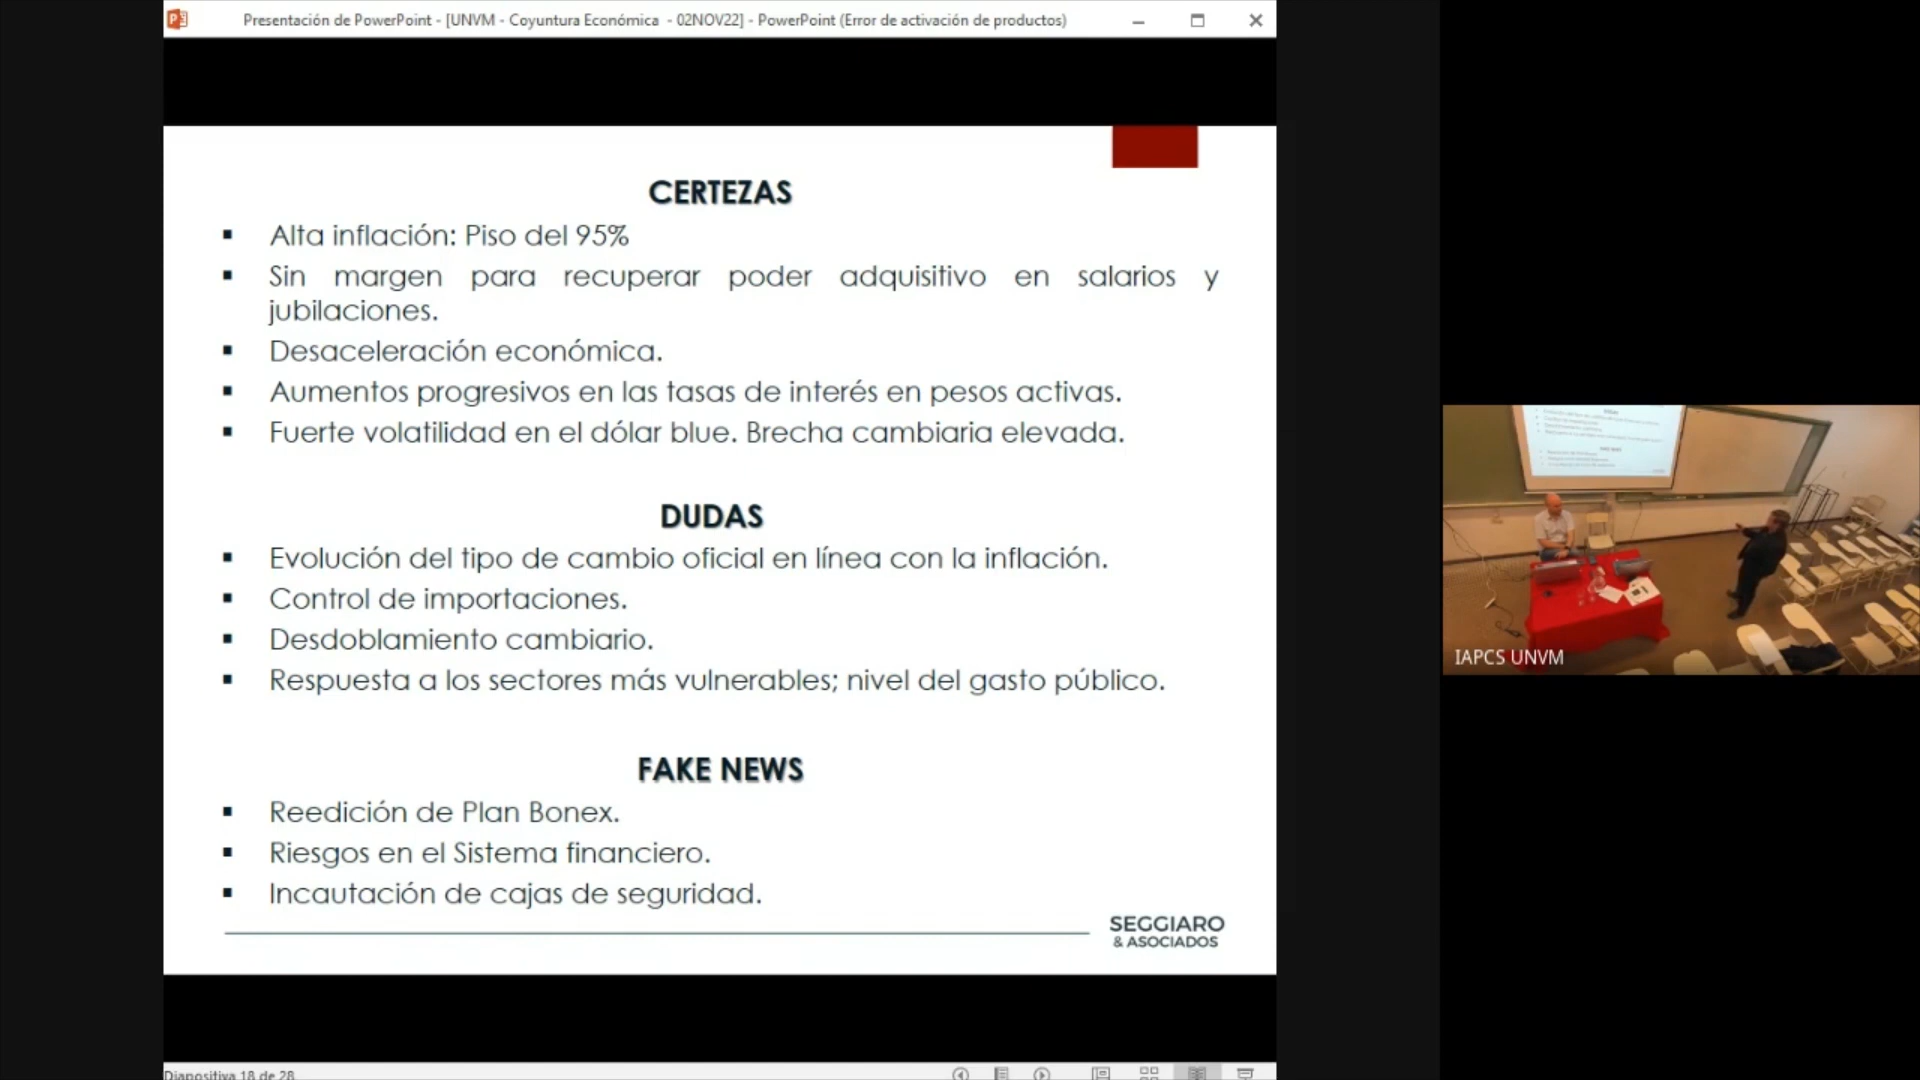 Presentación de PowerPoint - [UNVM - Coyuntura Económica - 02NOV22] - PowerPoint (Error de activación de productos)
CERTEZAS
▪ Alta inflación: Piso del 95%
▪ Sin margen para recuperar poder adquisitivo en salarios y
jubilaciones.
▪ Desaceleración económica.
▪ Aumentos progresivos en las tasas de interés en pesos activas.
▪ Fuerte volatilidad en el dólar blue. Brecha cambiaria elevada.
DUDAS
▪ Evolución del tipo de cambio oficial en línea con la inflación.
▪ Control de importaciones.
▪ Desdoblamiento cambiario.
▪ Respuesta a los sectores más vulnerables; nivel del gasto público.
FAKE NEWS
▪ Reedición de Plan Bonex.
▪ Riesgos en el Sistema financiero.
▪ Incautación de cajas de seguridad.
SEGGIARO
& ASOCIADOS
Diapositiva 18 de 28
IAPCS UNVM